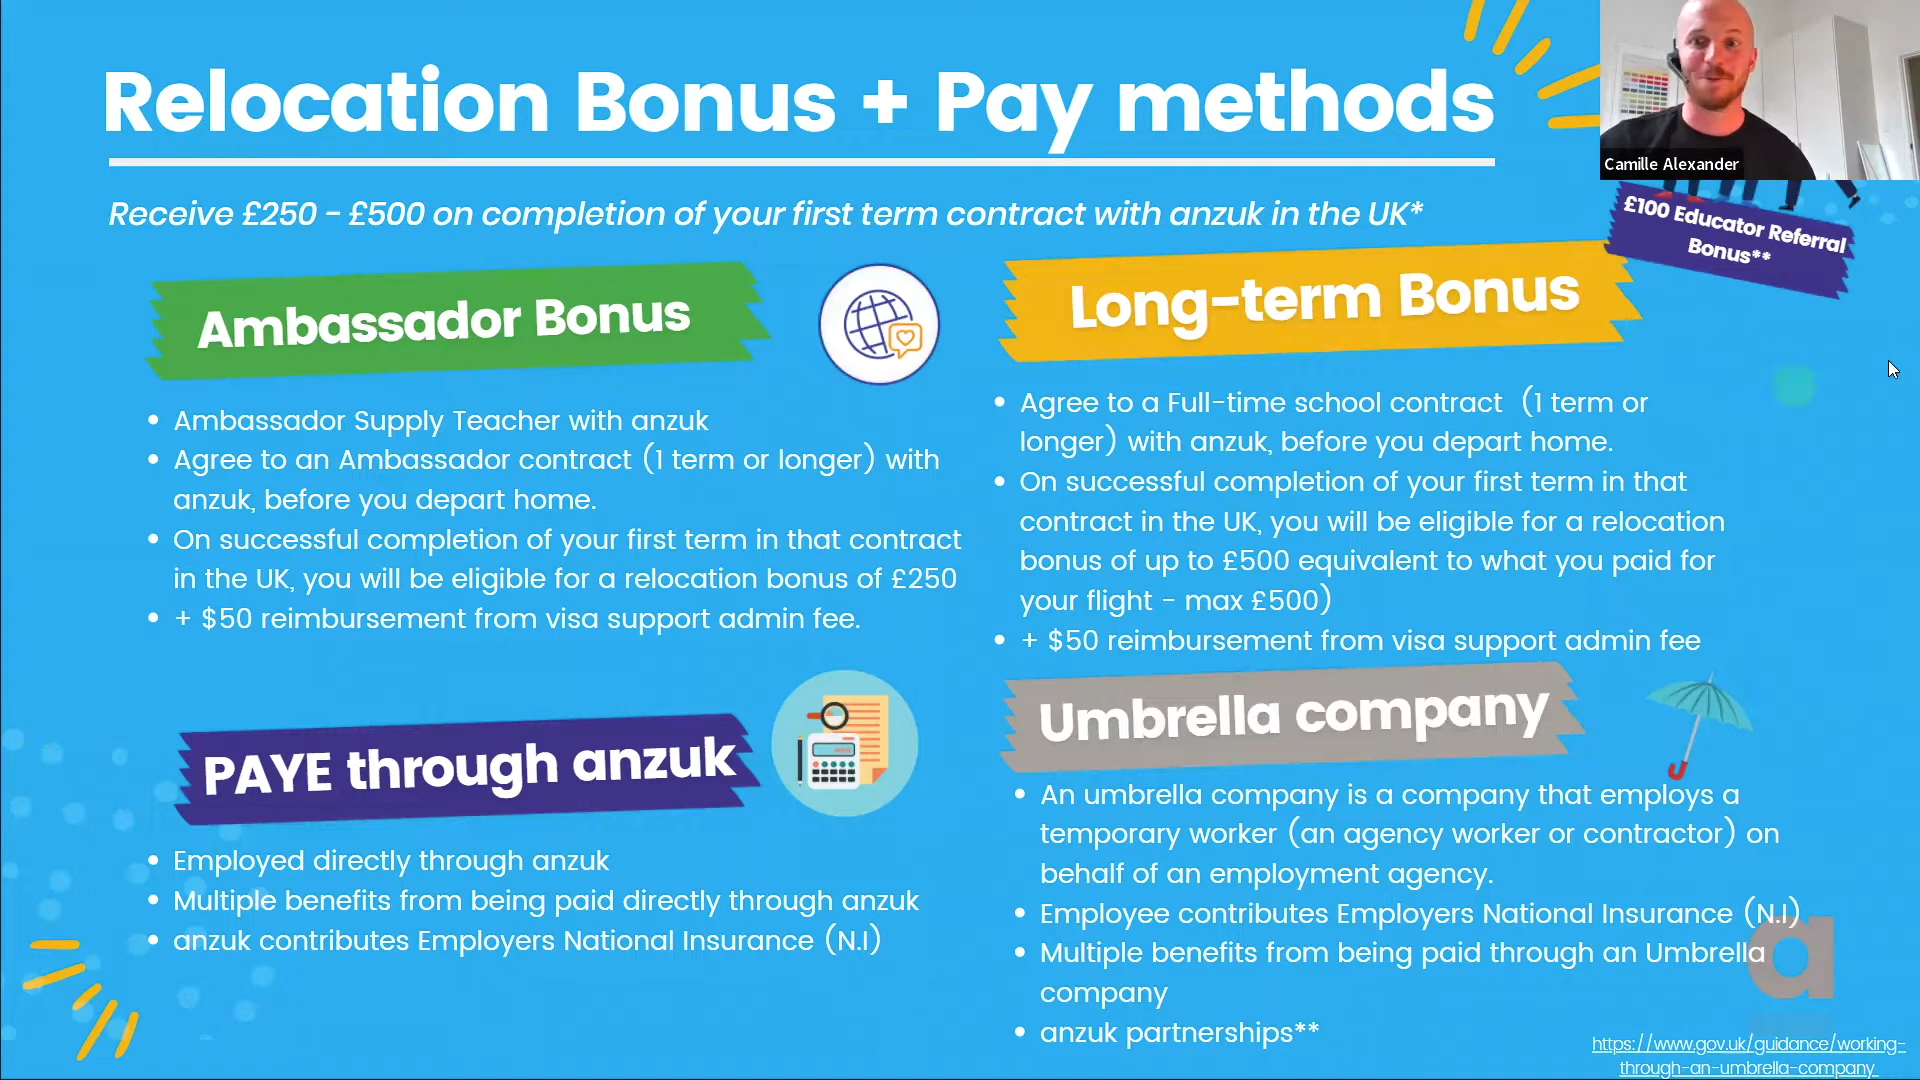 Relocation Bonus + Pay methods
Camille Alexander
Receive £250 - £500 on completion of your first term contract with anzuk in the UK*
£100 Educator Referral
Bonus**
Ambassador Bonus
• Ambassador Supply Teacher with anzuk
• Agree to an Ambassador contract (1 term or longer) with
anzuk, before you depart home.
• On successful completion of your first term in that contract
in the UK, you will be eligible for a relocation bonus of £250
• + $50 reimbursement from visa support admin fee.
Long-term Bonus
• Agree to a Full-time school contract (1 term or
longer) with anzuk, before you depart home.
• On successful completion of your first term in that
contract in the UK, you will be eligible for a relocation
bonus of up to £500 equivalent to what you paid for
your flight - max £500)
• + $50 reimbursement from visa support admin fee
PAYE through anzuk
• Employed directly through anzuk
• Multiple benefits from being paid directly through anzuk
• anzuk contributes Employers National Insurance (N.I)
Umbrella company
• An umbrella company is a company that employs a
temporary worker (an agency worker or contractor) on
behalf of an employment agency.
• Employee contributes Employers National Insurance (N.I)
• Multiple benefits from being paid through an Umbrella
company
• anzuk partnerships**
a
https://www.gov.uk/guidance/working-
through-an-umbrella-company